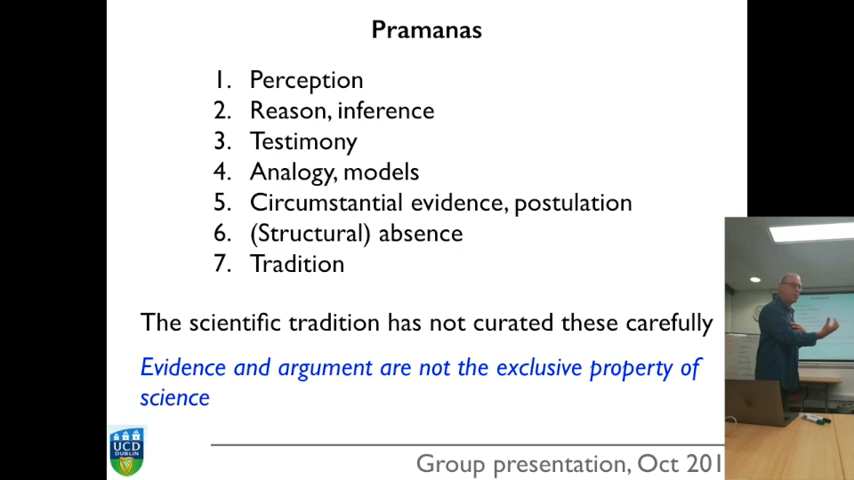 Pramanas
1. Perception
2. Reason, inference
3. Testimony
4. Analogy, models
5. Circumstantial evidence, postulation
6. (Structural) absence
7. Tradition
The scientific tradition has not curated these carefully
Evidence and argument are not the exclusive property of
science
UCD
DUBLIN
Group presentation, Oct 201